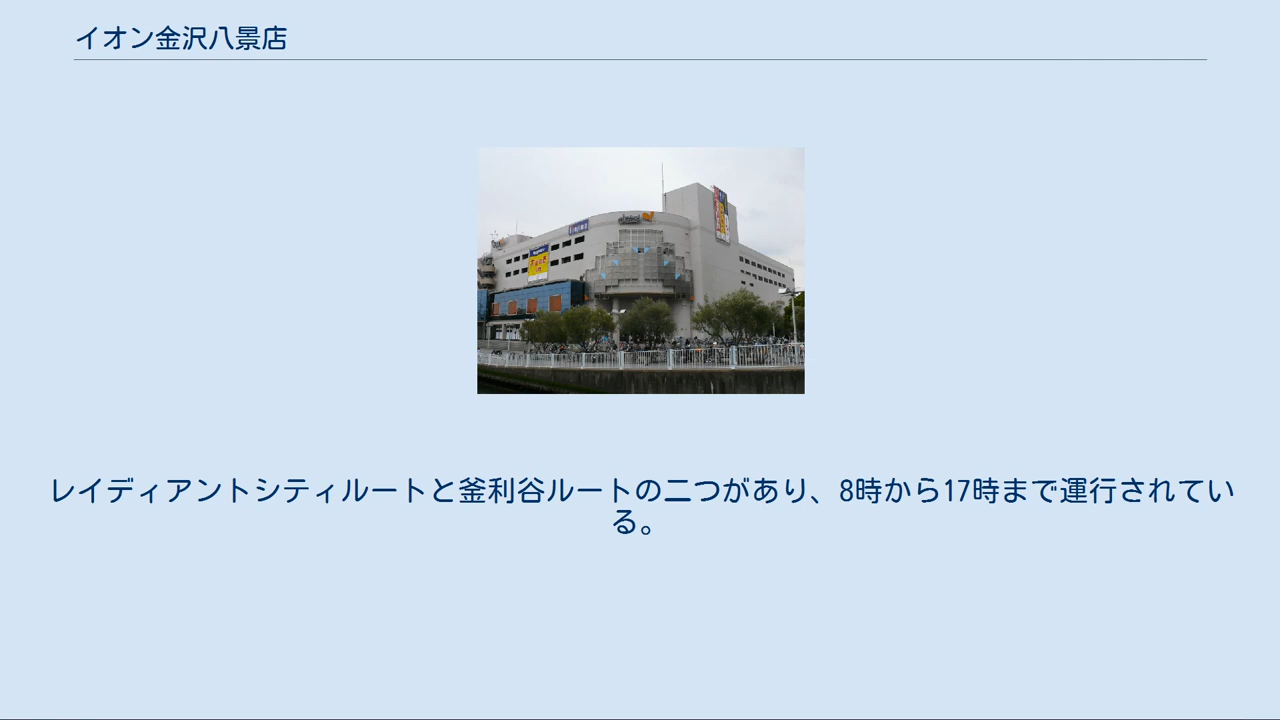 イオン金沢八景店
レイディアントシティルートと釜利谷ルートの二つがあり、8時から17時まで運行されてい
る。